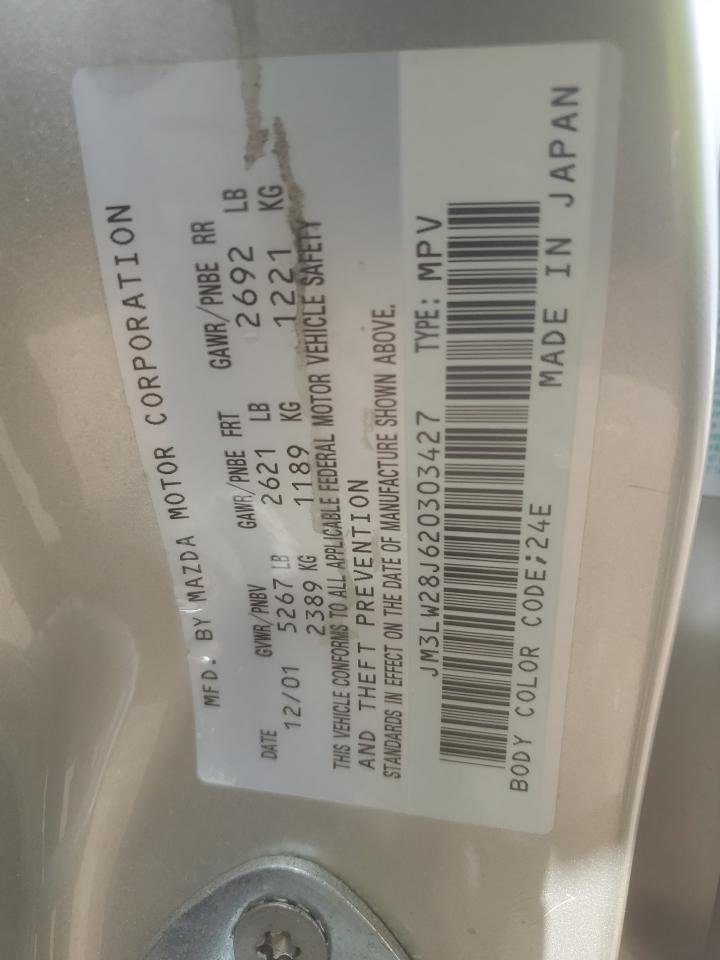 MFD. BY MAZDA MOTOR CORPORATION
DATE GVWR/PNBV GAWR/PNBE FRT GAWR/PNBE RR
12/01 5267 LB 2621 LB 2692 LB
2389 KG 1189 KG 1221 KG
THIS VEHICLE CONFORMS TO ALL APPLICABLE FEDERAL MOTOR VEHICLE SAFETY
AND THEFT PREVENTION
STANDARDS IN EFFECT ON THE DATE OF MANUFACTURE SHOWN ABOVE.
JM3LW28J620303427 TYPE: MPV
BODY COLOR CODE;24E MADE IN JAPAN